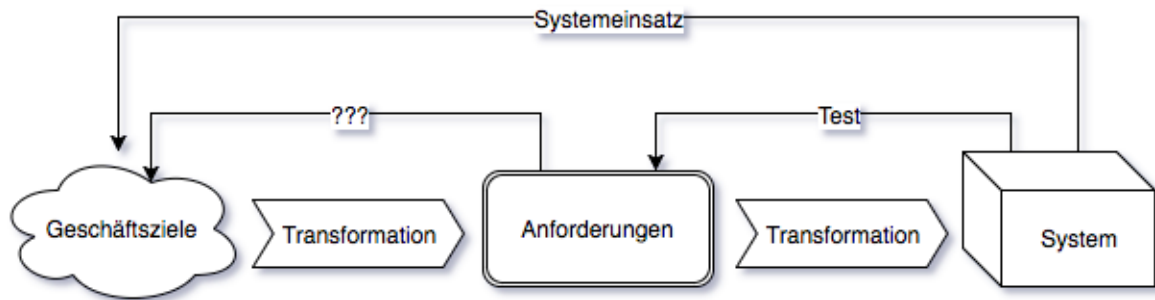 Systemeinsatz
???
Test
Geschäftsziele
Transformation
Anforderungen
Transformation
System